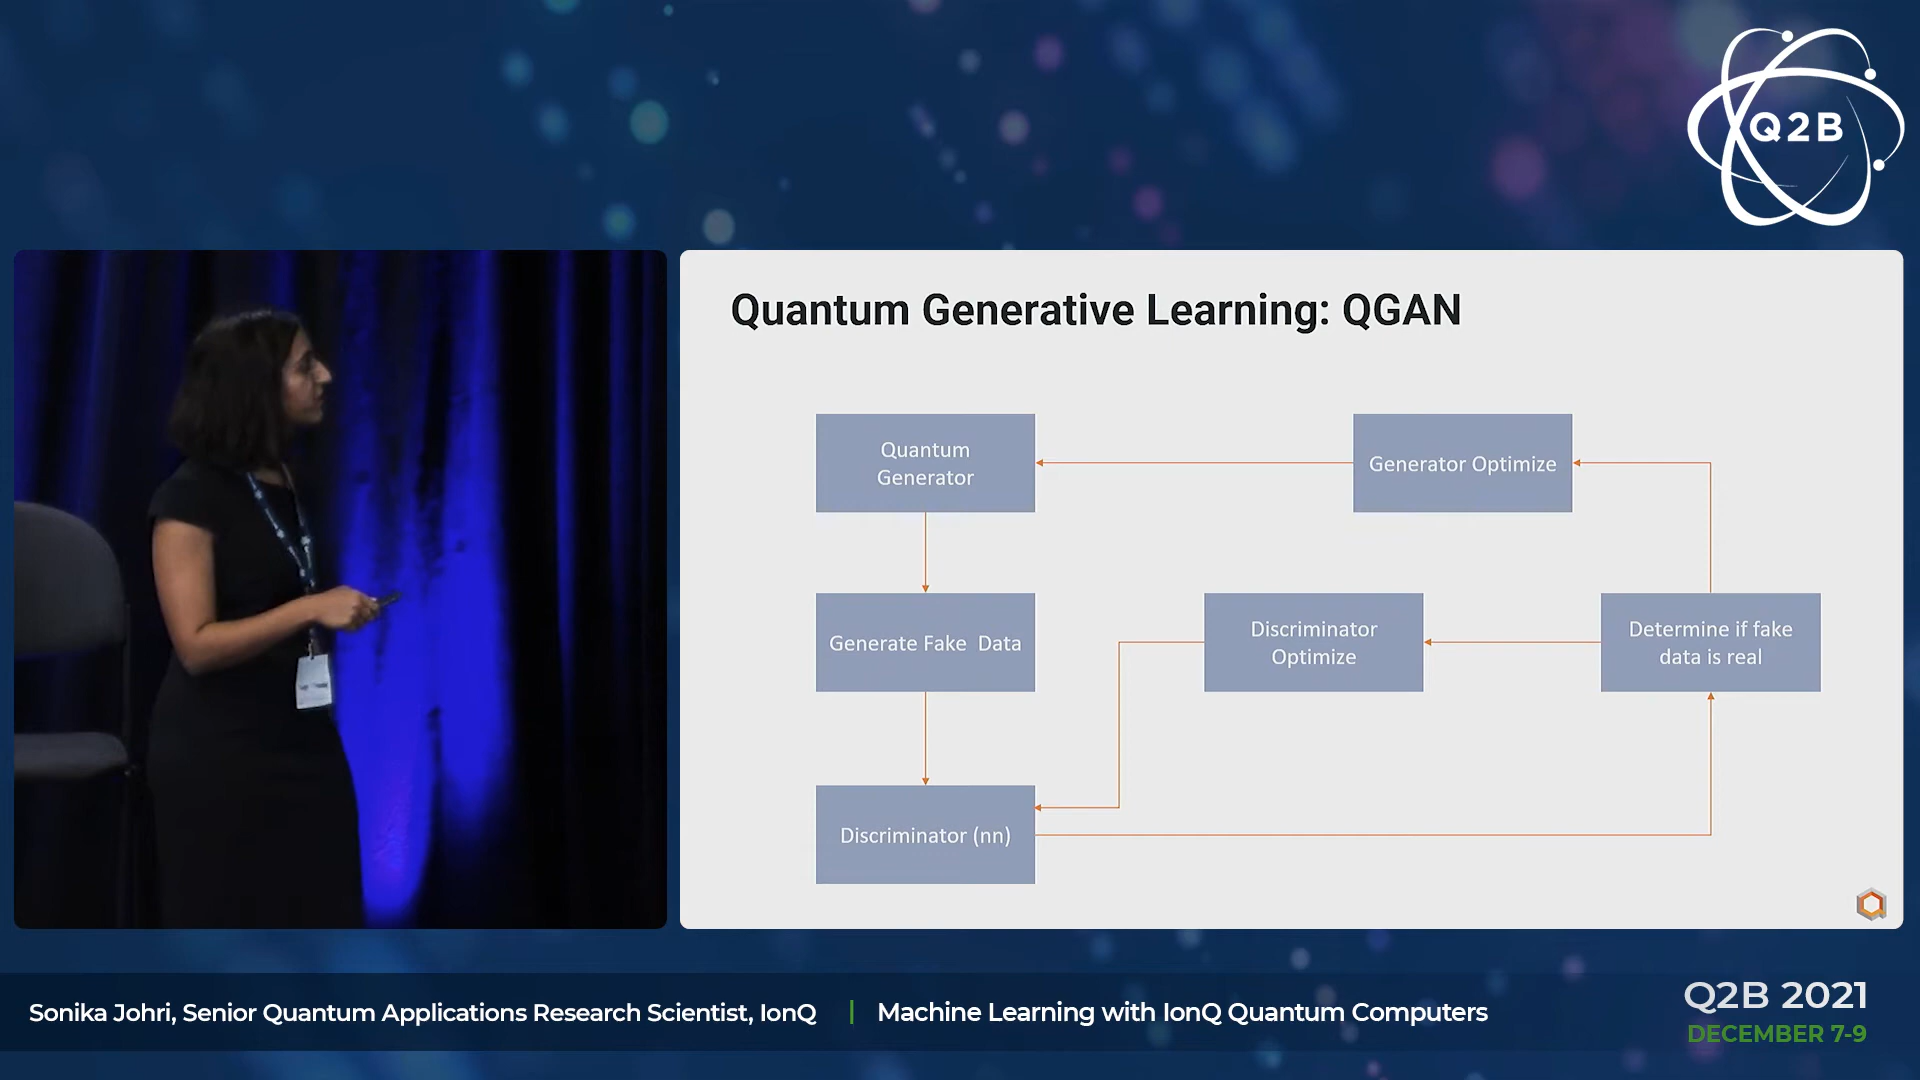 Q2B
Quantum Generative Learning: QGAN
Quantum
Generator
Generator Optimize
Generate Fake Data
Discriminator
Optimize
Determine if fake
data is real
Discriminator (nn)
Sonika Johri, Senior Quantum Applications Research Scientist, IonQ | Machine Learning with IonQ Quantum Computers
Q2B 2021
DECEMBER 7-9